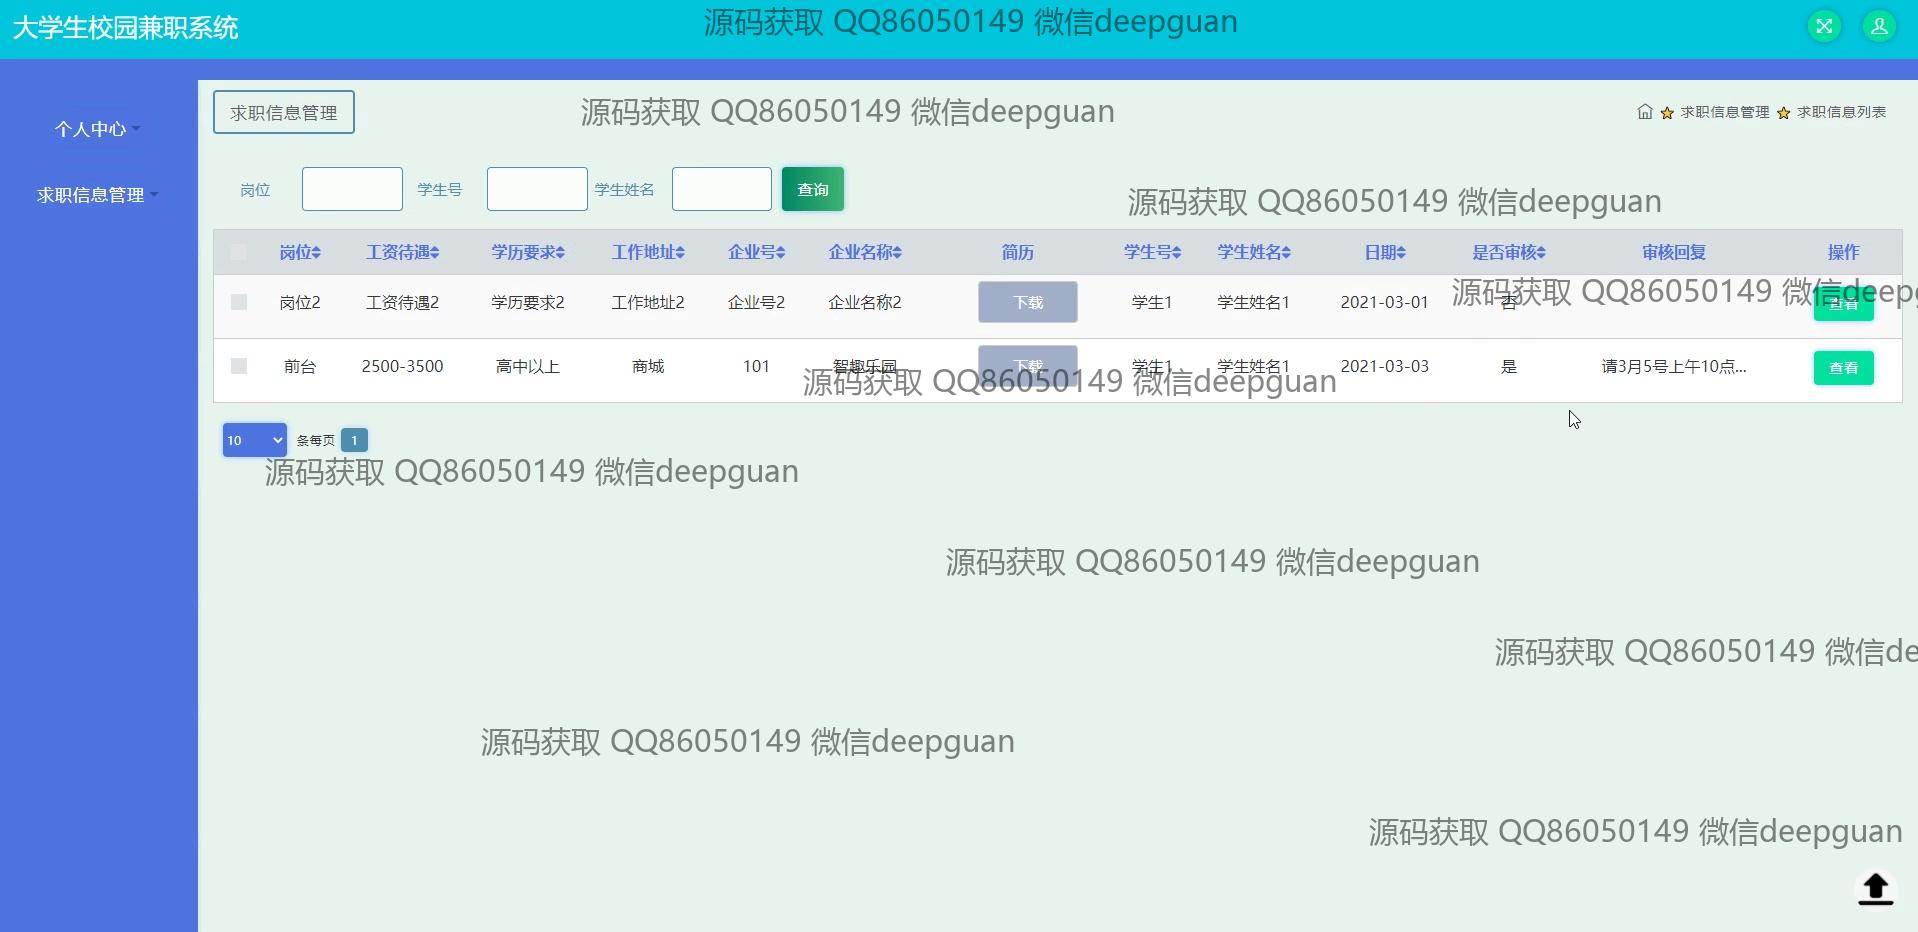 大学生校园兼职系统
源码获取 QQ86050149 微信deepguan
个人中心
求职信息管理
求职信息管理
源码获取 QQ86050149 微信deepguan
求职信息管理 求职信息列表
岗位 学生号 学生姓名 查询
源码获取 QQ86050149 微信deepguan
岗位 工资待遇 学历要求 工作地址 企业号 企业名称 简历 学生号 学生姓名 日期 是否审核 审核回复 操作
源码获取 QQ86050149 微信deepg
岗位2 工资待遇2 学历要求2 工作地址2 企业号2 企业名称2 下载 学生1 学生姓名1 2021-03-01 否 查看
前台 2500-3500 高中以上 商城 101 智趣乐园 下载 学生1 学生姓名1 2021-03-03 是 请3月5号上午10点... 查看
源码获取 QQ86050149 微信deepguan
10 条每页 1
源码获取 QQ86050149 微信deepguan
源码获取 QQ86050149 微信deepguan
源码获取 QQ86050149 微信de
源码获取 QQ86050149 微信deepguan
源码获取 QQ86050149 微信deepguan